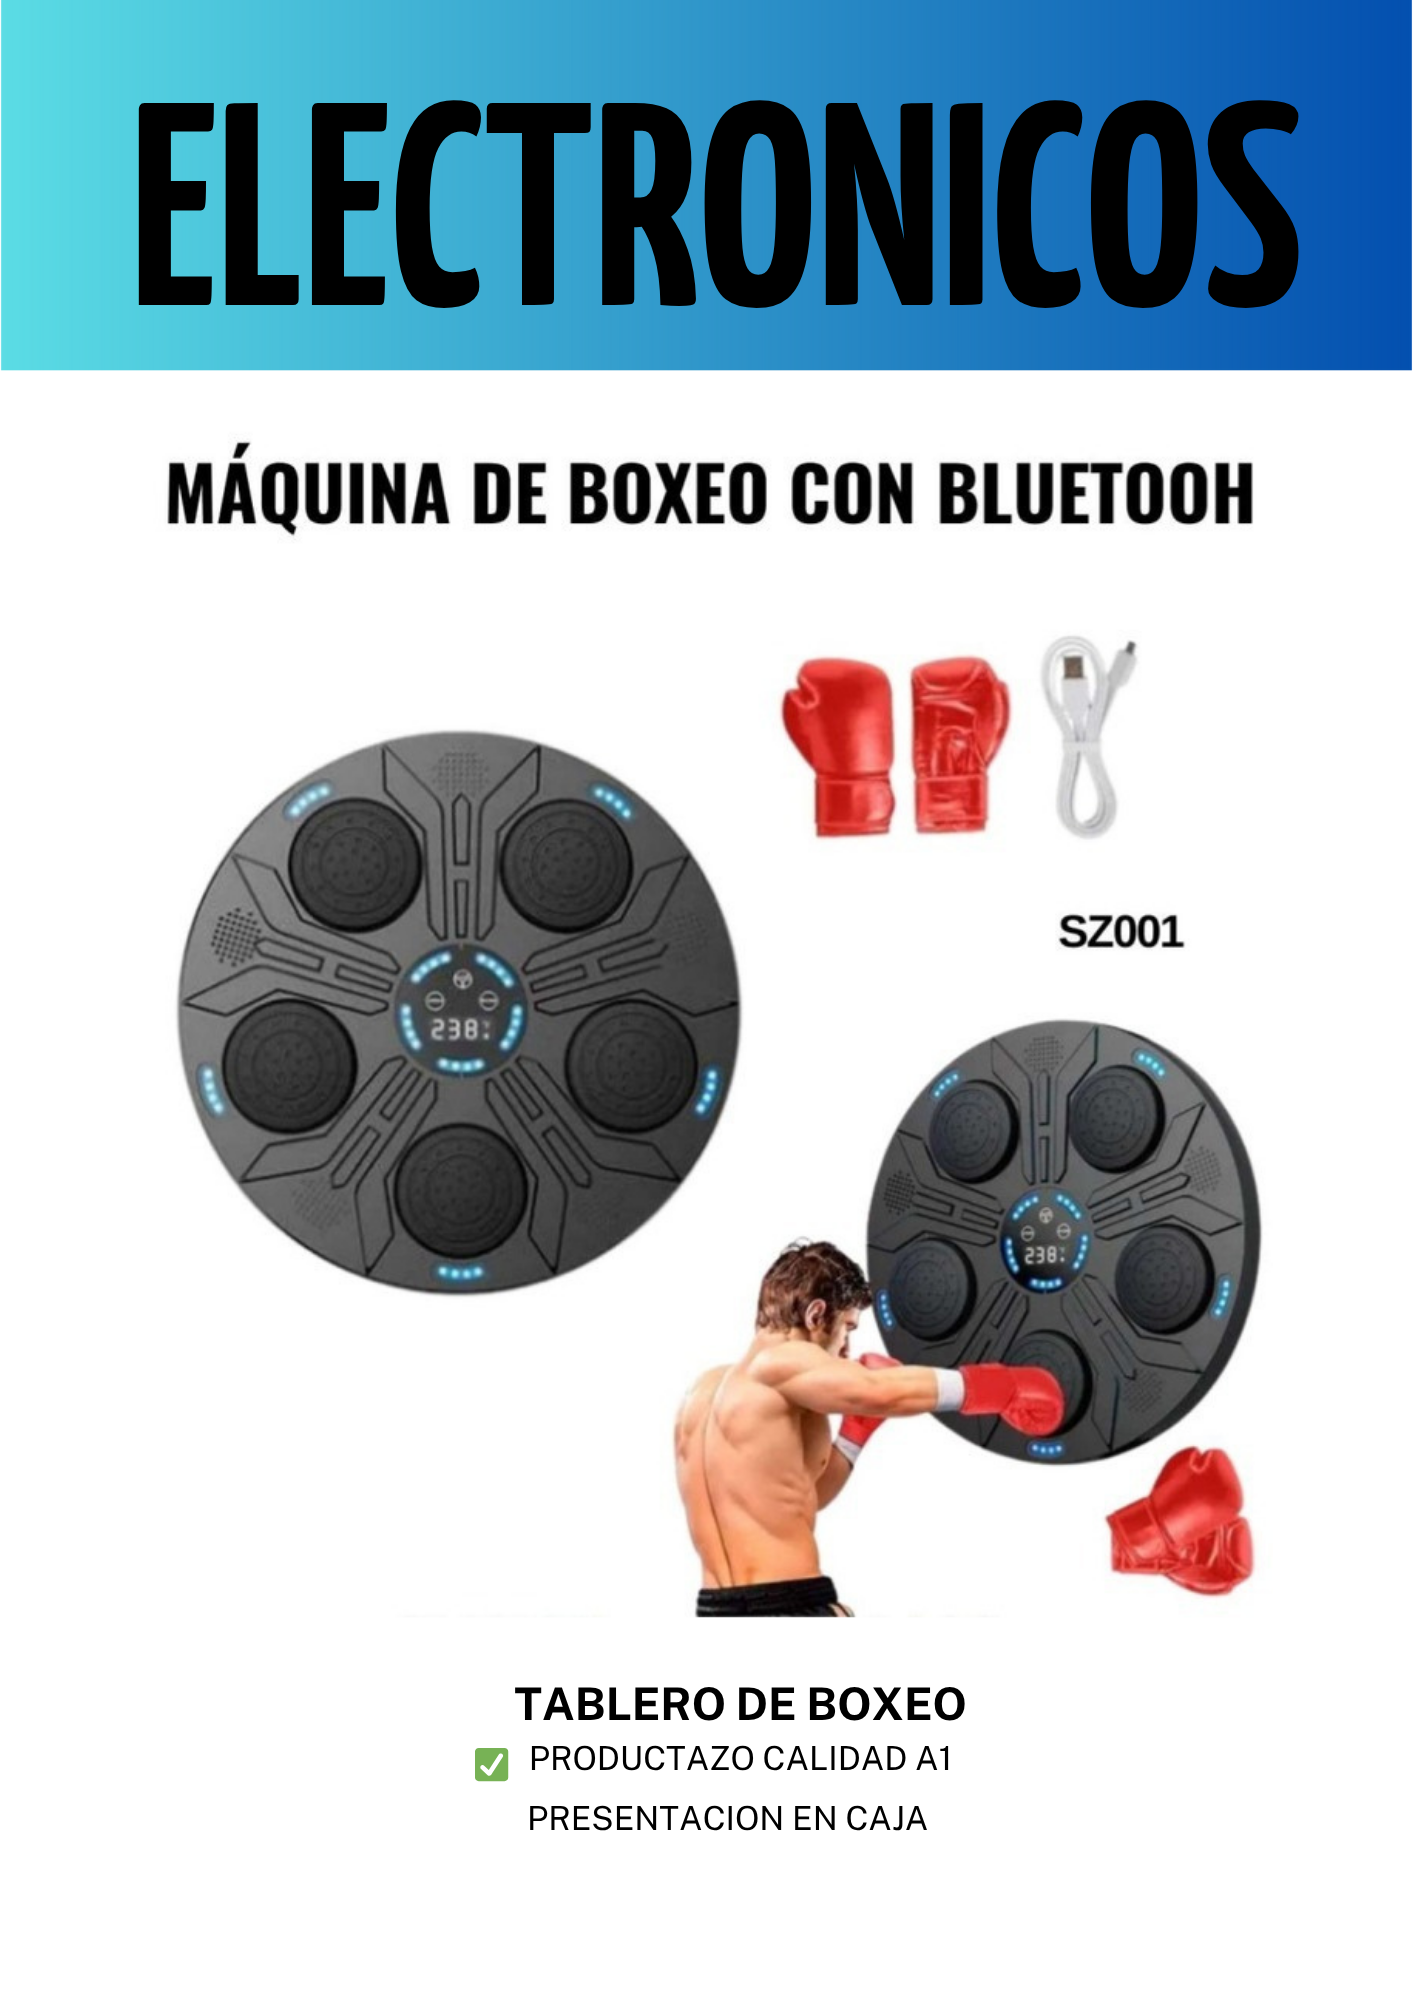 ELECTRONICOS
MÁQUINA DE BOXEO CON BLUETOOH
SZ001
238
238
TABLERO DE BOXEO
✅ PRODUCTAZO CALIDAD A1
PRESENTACION EN CAJA